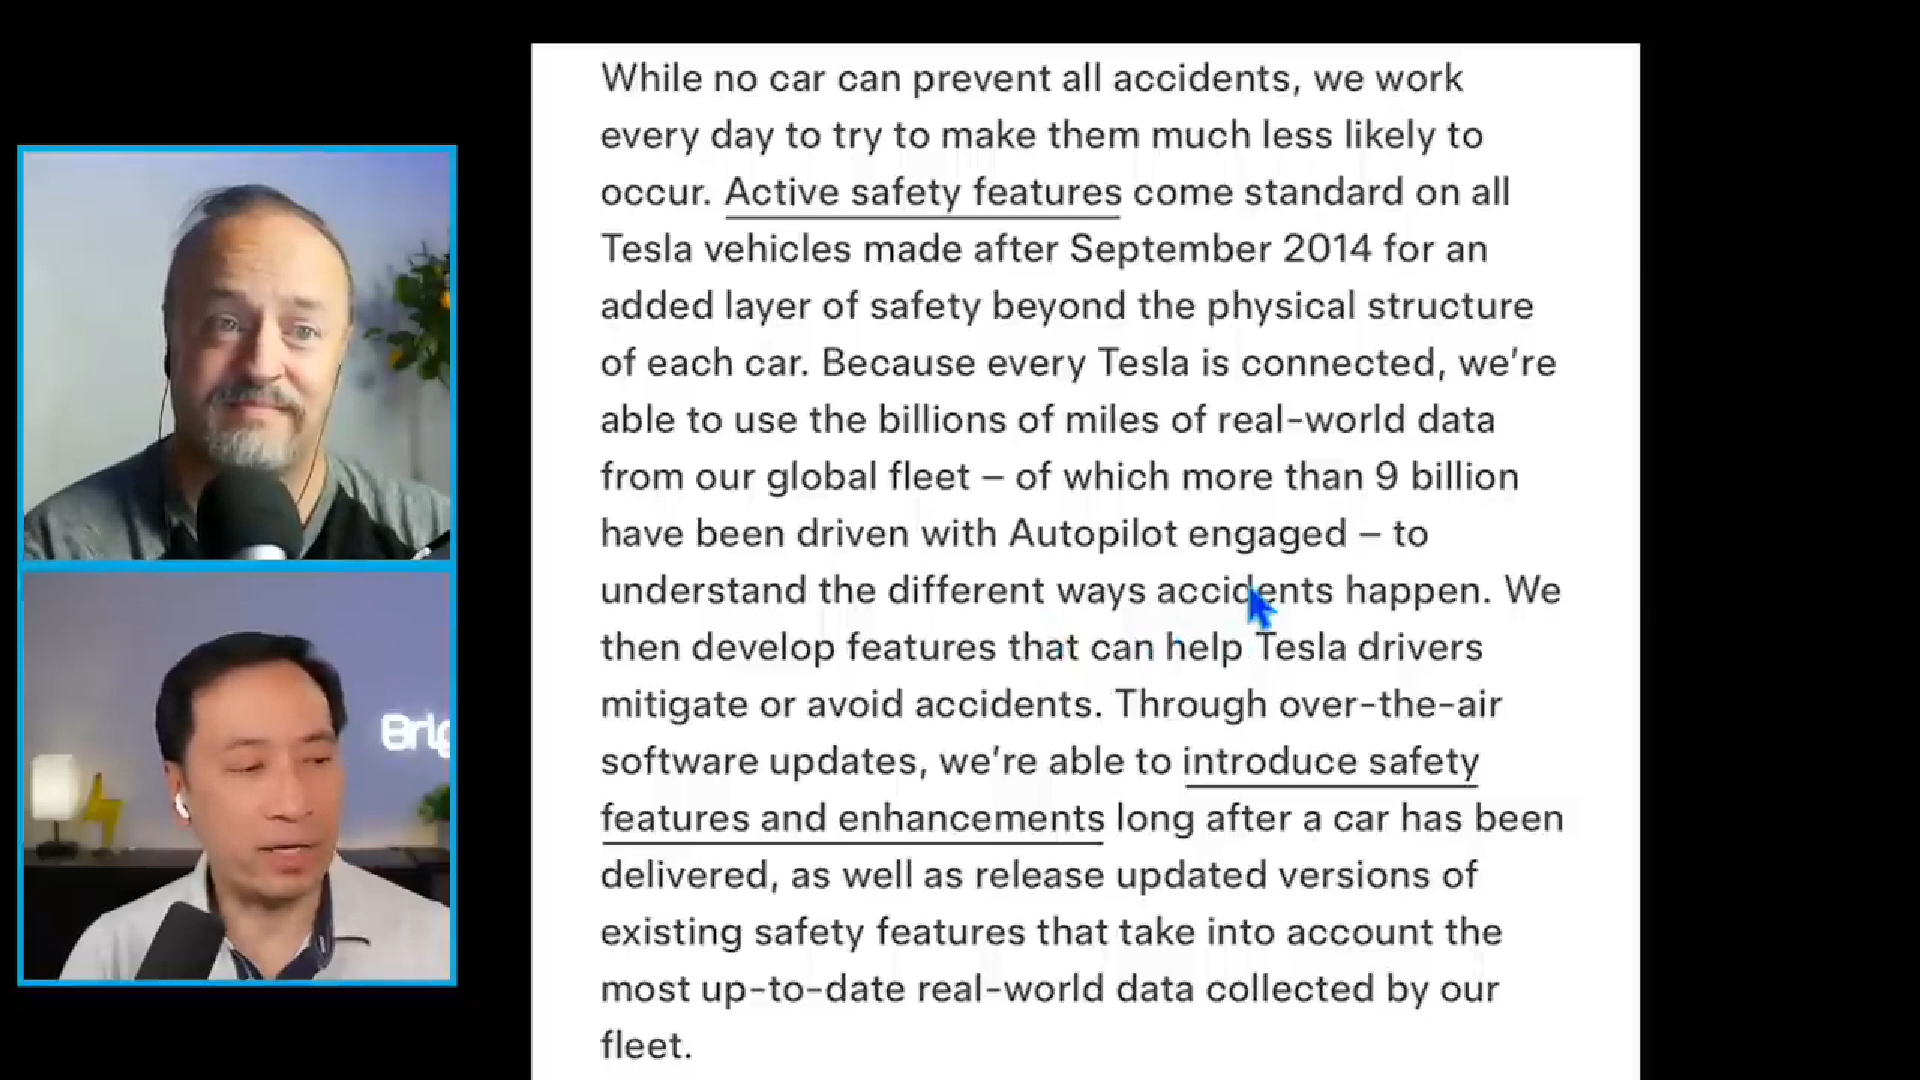 While no car can prevent all accidents, we work
every day to try to make them much less likely to
occur. Active safety features come standard on all
Tesla vehicles made after September 2014 for an
added layer of safety beyond the physical structure
of each car. Because every Tesla is connected, we’re
able to use the billions of miles of real-world data
from our global fleet – of which more than 9 billion
have been driven with Autopilot engaged – to
understand the different ways accidents happen. We
then develop features that can help Tesla drivers
mitigate or avoid accidents. Through over-the-air
software updates, we’re able to introduce safety
features and enhancements long after a car has been
delivered, as well as release updated versions of
existing safety features that take into account the
most up-to-date real-world data collected by our
fleet.